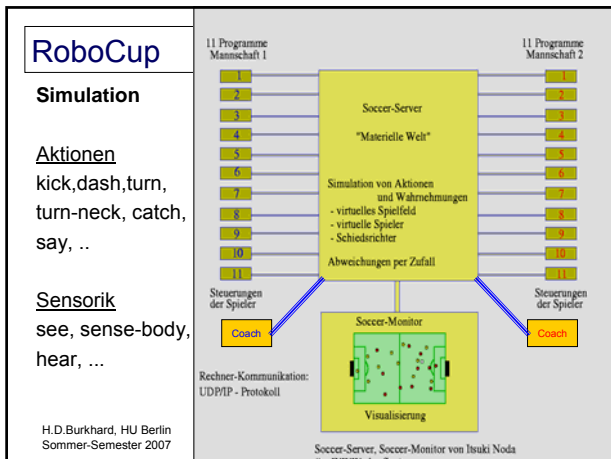 RoboCup
Simulation
Aktionen
kick,dash,turn,
turn-neck, catch,
say, ..
Sensorik
see, sense-body,
hear, ...
H.D.Burkhard, HU Berlin
Sommer-Semester 2007
11 Programme
Mannschaft 1
1
2
3
4
5
6
7
8
9
10
11
Steuerungen
der Spieler
Coach
Soccer-Server
"Materielle Welt"
Simulation von Aktionen
und Wahrnehmungen
- virtuelles Spielfeld
- virtuelle Spieler
- Schiedsrichter
Abweichungen per Zufall
11 Programme
Mannschaft 2
1
2
3
4
5
6
7
8
9
10
11
Steuerungen
der Spieler
Coach
Soccer-Monitor
Visualisierung
Rechner-Kommunikation:
UDP/IP - Protokoll
Soccer-Server, Soccer-Monitor von Itsuki Noda